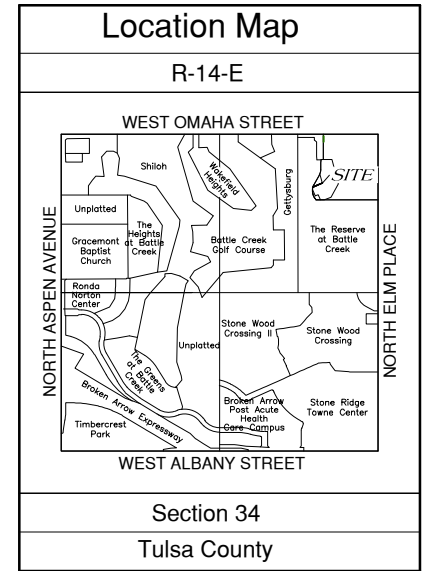 Location Map
R-14-E
WEST OMAHA STREET
NORTH ASPEN AVENUE
NORTH ELM PLACE
Shiloh
Wakefield
Heights
Gettysburg
SITE
Unplatted
Gracemont
Baptist
Church
The
Heights
at Battle
Creek
Battle Creek
Golf Course
The Reserve
at Battle
Creek
Ronda
Norton
Center
Unplatted
Stone Wood
Crossing II
Stone Wood
Crossing
The Greens
at Battle
Creek
Broken Arrow Expressway
Timbercrest
Park
Broken Arrow
Post Acute
Health
Care Campus
Stone Ridge
Towne Center
WEST ALBANY STREET
Section 34
Tulsa County